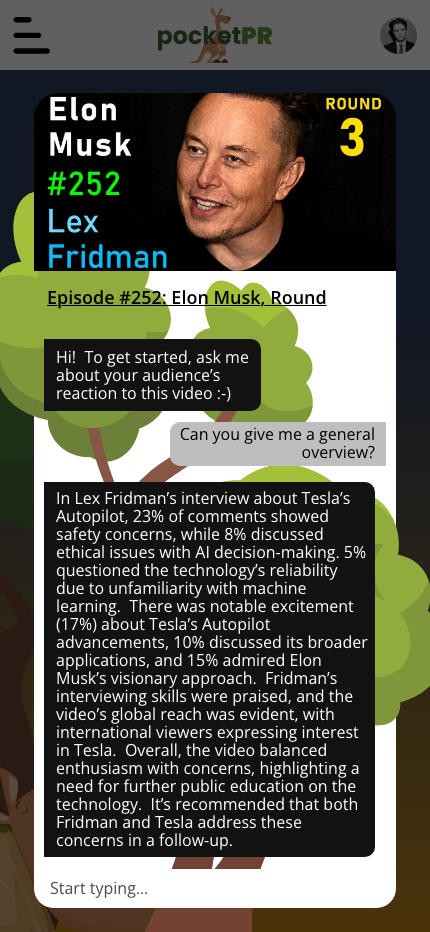 pocketPR
Elon
Musk
#252
Lex
Fridman
ROUND
3
Episode #252: Elon Musk, Round
Hi!  To get started, ask me
about your audience’s
reaction to this video :-)
Can you give me a general
overview?
In Lex Fridman’s interview about Tesla’s
Autopilot, 23% of comments showed
safety concerns, while 8% discussed
ethical issues with AI decision-making. 5%
questioned the technology’s reliability
due to unfamiliarity with machine
learning.  There was notable excitement
(17%) about Tesla’s Autopilot
advancements, 10% discussed its broader
applications, and 15% admired Elon
Musk’s visionary approach.  Fridman’s
interviewing skills were praised, and the
video’s global reach was evident, with
international viewers expressing interest
in Tesla.  Overall, the video balanced
enthusiasm with concerns, highlighting a
need for further public education on the
technology.  It’s recommended that both
Fridman and Tesla address these
concerns in a follow-up.
Start typing...